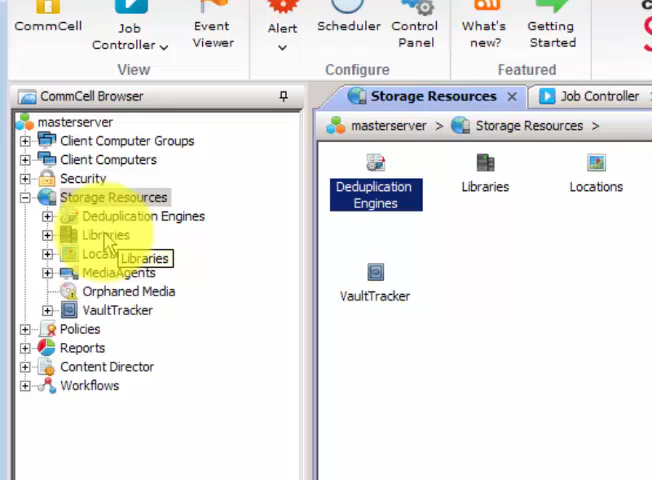 CommCell
Job
Controller
Event
Viewer
Alert
Scheduler
Control
Panel
What's
new?
Getting
Started
View
Configure
Featured
CommCell Browser
masterserver
Client Computer Groups
Client Computers
Security
Storage Resources
Deduplication Engines
Libraries
Libraries
MediaAgents
Orphaned Media
VaultTracker
Policies
Reports
Content Director
Workflows
Storage Resources
Job Controller
masterserver > Storage Resources >
Deduplication
Engines
Libraries
Locations
VaultTracker